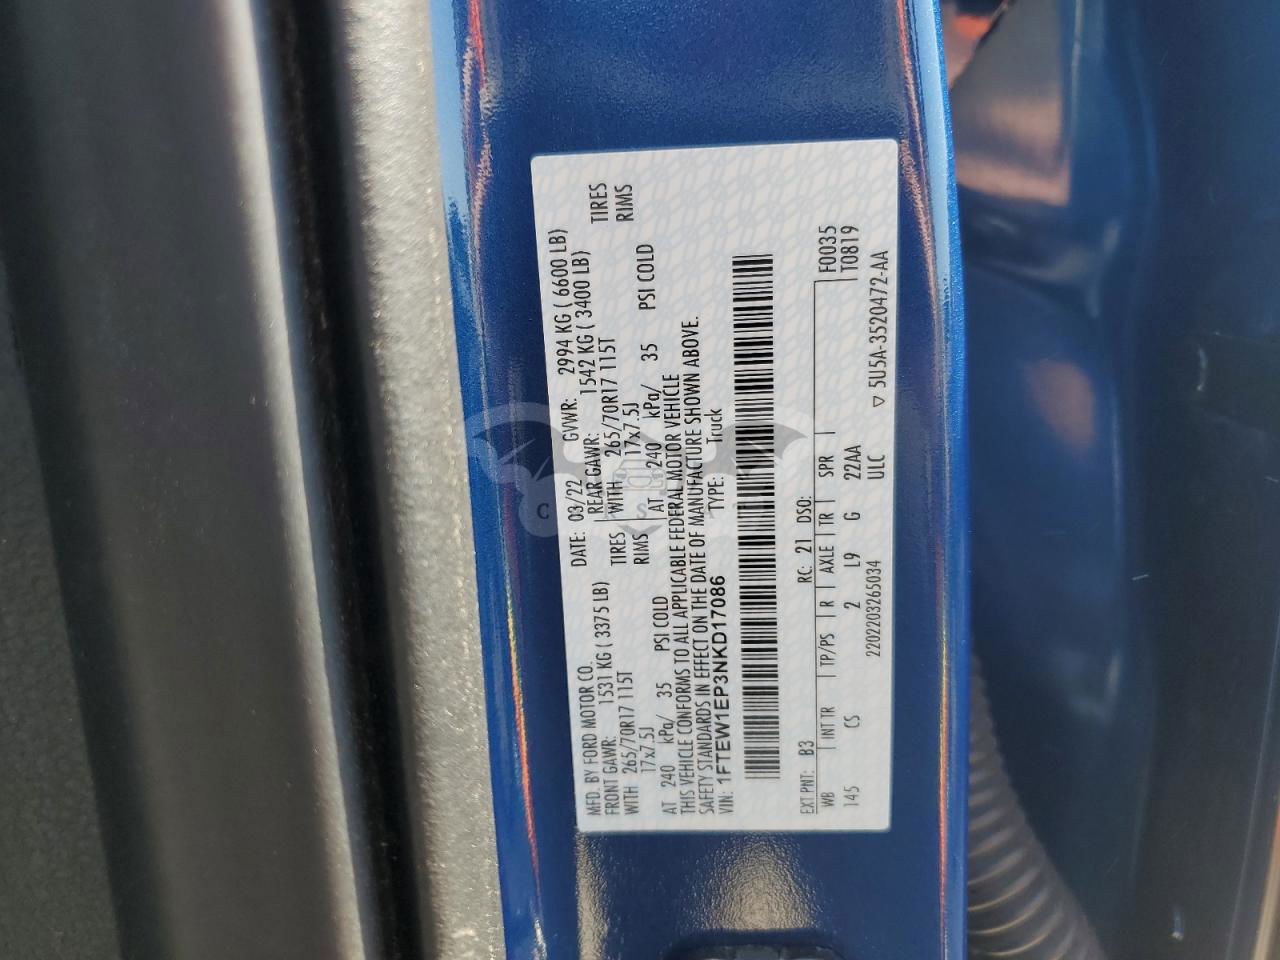 MFD. BY FORD MOTOR CO.
DATE: 03/22 GVWR: 2994 KG ( 6600 LB)
FRONT GAWR: 1531 KG ( 3375 LB)
REAR GAWR: 1542 KG ( 3400 LB)
WITH 265/70R17 115T TIRES
WITH 265/70R17 115T TIRES
17x7.5J RIMS
17x7.5J RIMS
AT 240 kPa/ 35 PSI COLD
AT 240 kPa/ 35 PSI COLD
THIS VEHICLE CONFORMS TO ALL APPLICABLE FEDERAL MOTOR VEHICLE
SAFETY STANDARDS IN EFFECT ON THE DATE OF MANUFACTURE SHOWN ABOVE.
VIN: 1FTEW1EP3NKD17086 TYPE: Truck
EXT PNT: B3 RC: 21 DSO:
WB INT TR TP/PS R AXLE TR SPR F0035
145 CS 2 L9 G 22AA T0819
2202203265034 ULC ▽ 5U5A-3520472-AA
C S